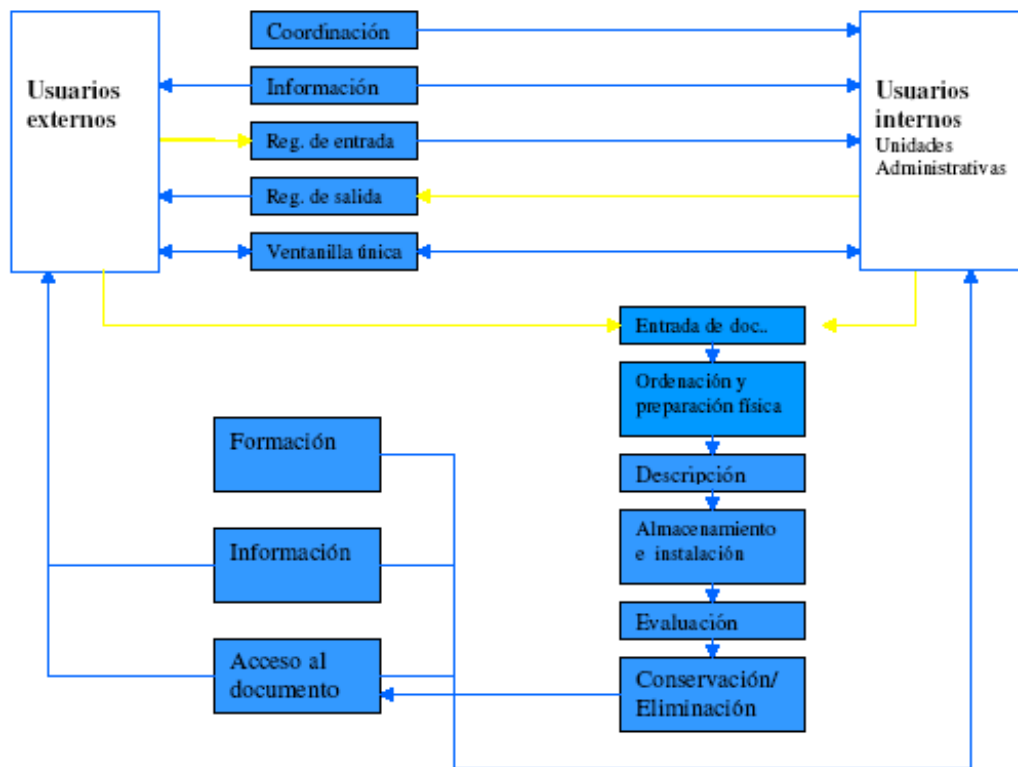 Usuarios
externos
Coordinación
Información
Reg. de entrada
Reg. de salida
Ventanilla única
Usuarios
internos
Unidades
Administrativas
Entrada de doc..
Ordenación y
preparación física
Descripción
Almacenamiento
e instalación
Evaluación
Conservación/
Eliminación
Formación
Información
Acceso al
documento